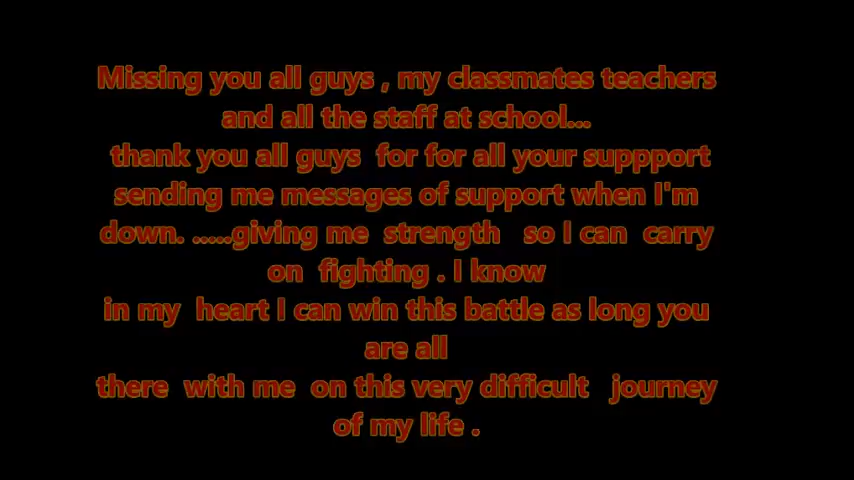 Missing you all guys , my classmates teachers
and all the staff at school...
thank you all guys for for all your suppport
sending me messages of support when I'm
down. .....giving me strength so I can carry
on fighting . I know
in my heart I can win this battle as long you
are all
there with me on this very difficult journey
of my life .